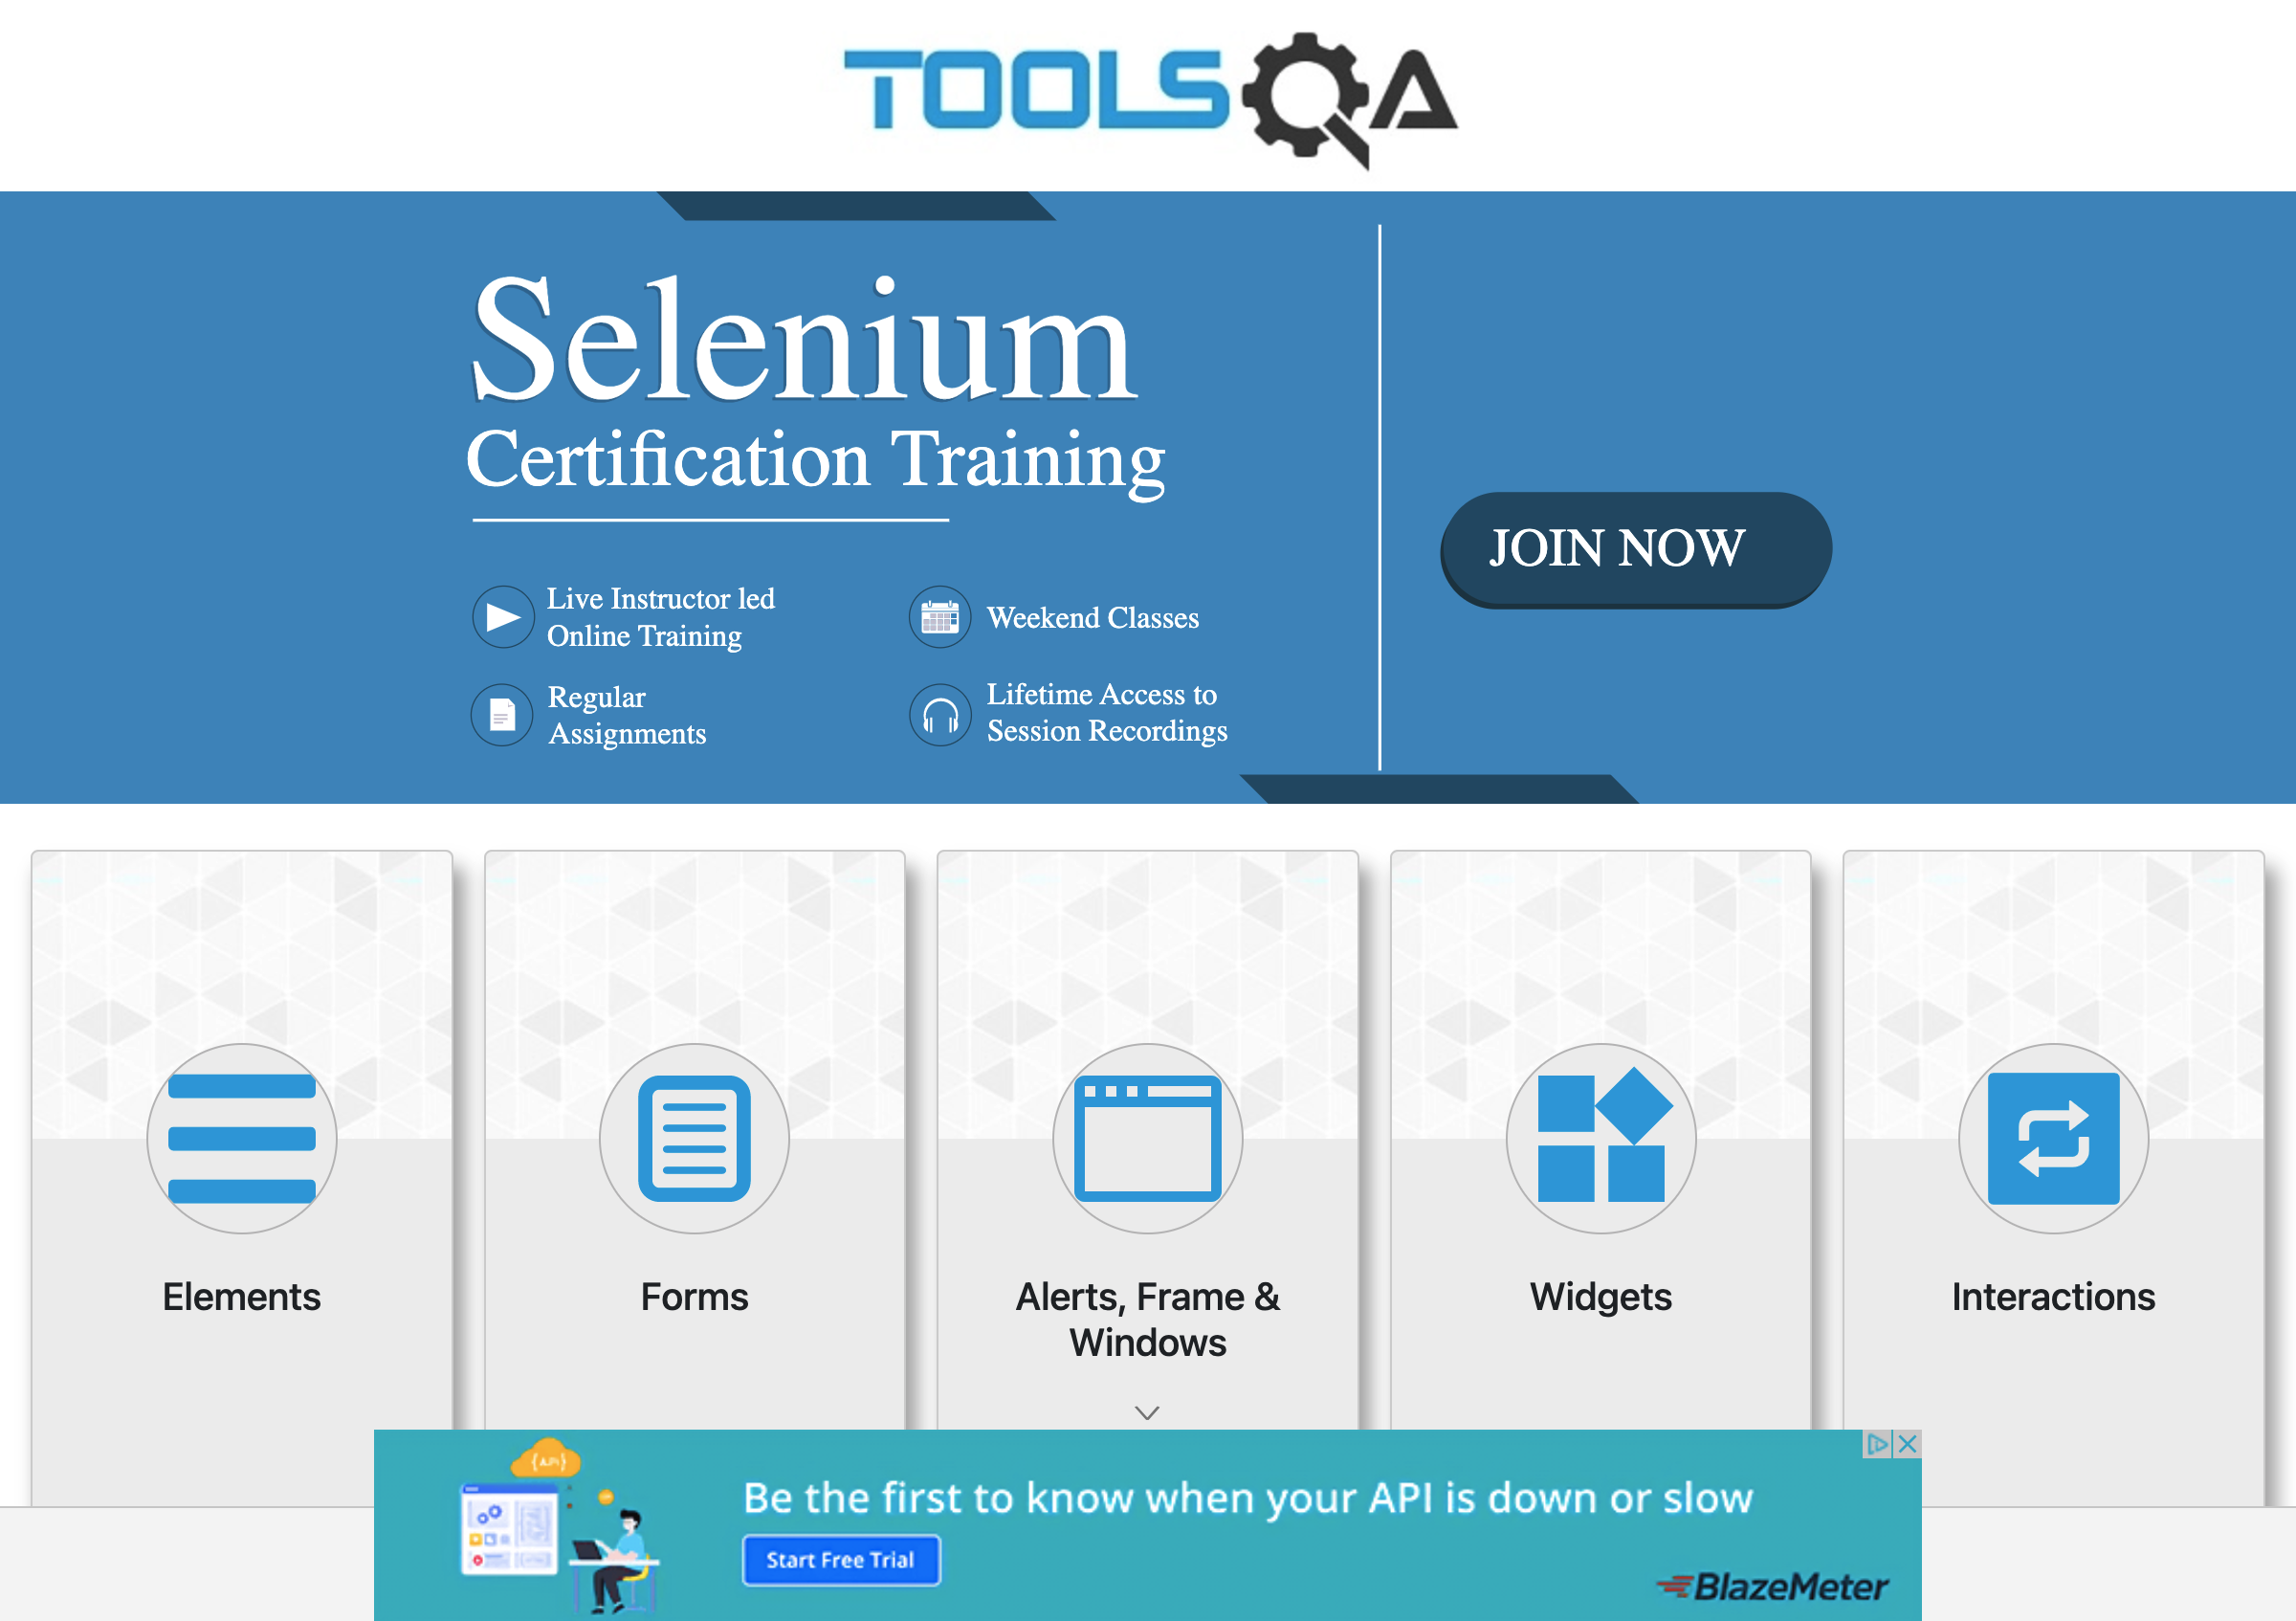 TOOLSQA
Selenium
Certification Training
Live Instructor led
Online Training
Weekend Classes
Regular
Assignments
Lifetime Access to
Session Recordings
JOIN NOW
Elements
Forms
Alerts, Frame &
Windows
Widgets
Interactions
{API}
Be the first to know when your API is down or slow
Start Free Trial
BlazeMeter